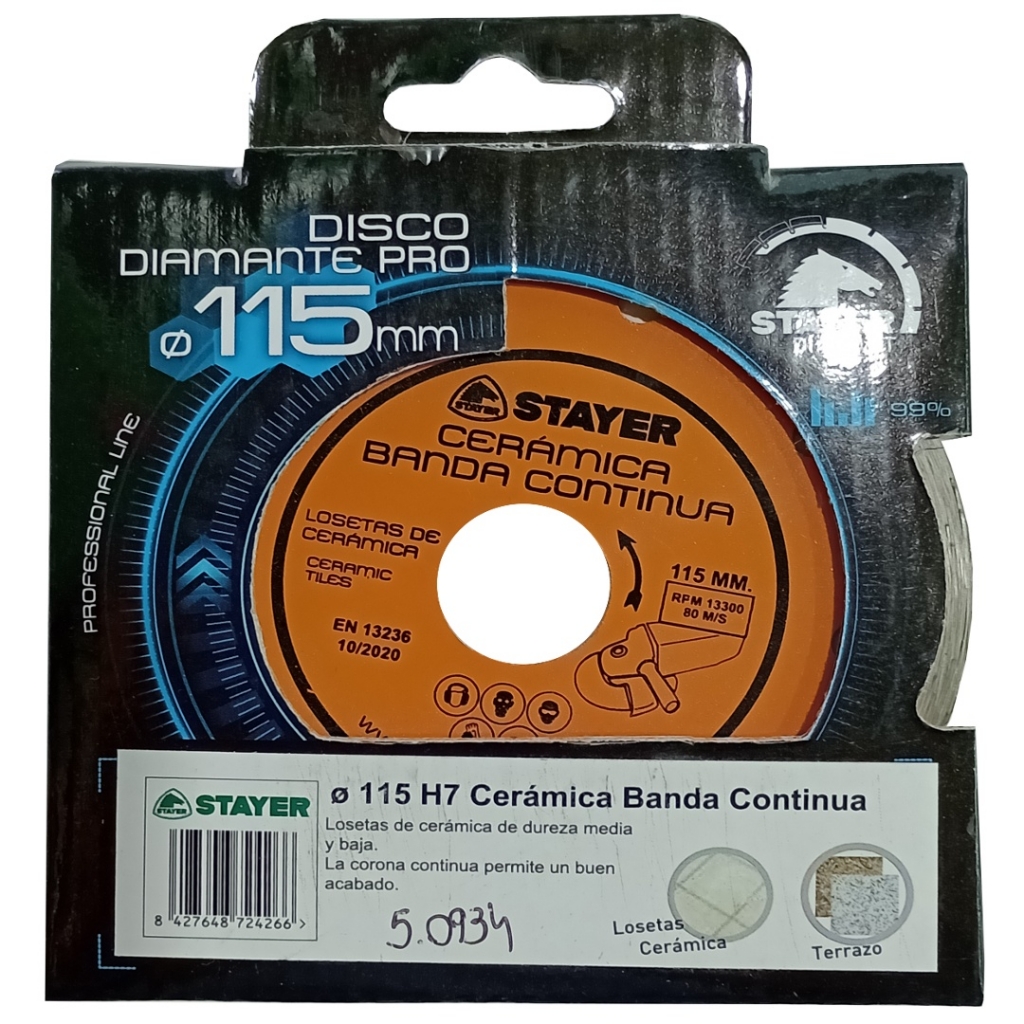 DISCO
DIAMANTE PRO
Ø 115mm
STAYER
99%
PROFESSIONAL LINE
STAYER
STAYER
CERÁMICA
BANDA CONTINUA
LOSETAS DE
CERÁMICA
CERAMIC
TILES
EN 13236
10/2020
115 MM.
RPM 13300
80 M/S
STAYER
STAYER
8 427648 724266 >
ø 115 H7 Cerámica Banda Continua
Losetas de cerámica de dureza media
y baja.
La corona continua permite un buen
acabado.
5.0934
Losetas
Cerámica
Terrazo